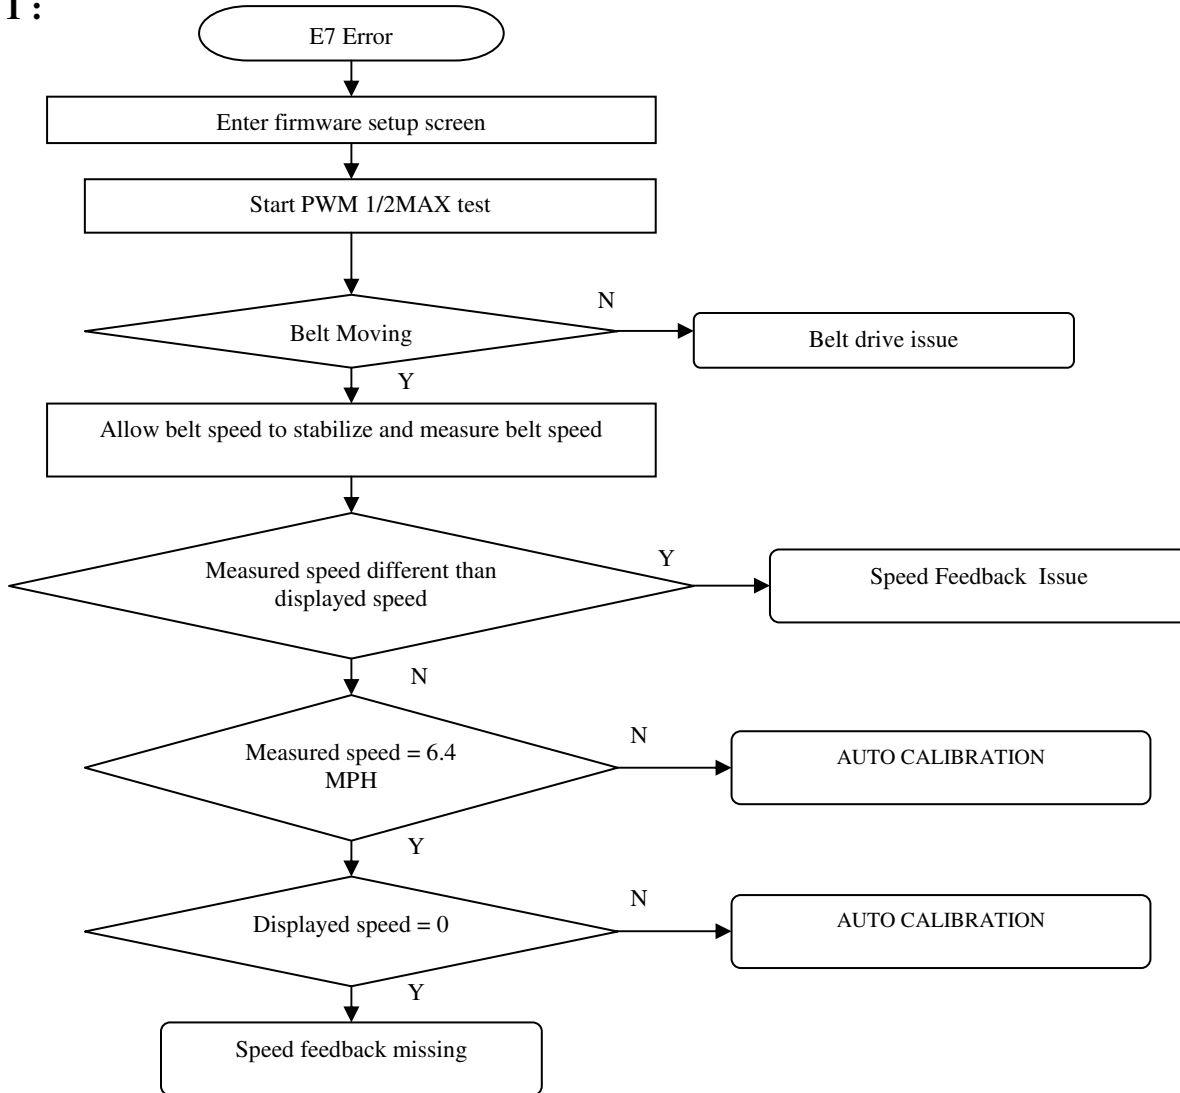 1 :
E7 Error
Enter firmware setup screen
Start PWM 1/2MAX test
N
Belt Moving
Belt drive issue
Y
Allow belt speed to stabilize and measure belt speed
Y
Measured speed different than
displayed speed
Speed Feedback  Issue
N
N
Measured speed = 6.4
MPH
AUTO CALIBRATION
Y
N
Displayed speed = 0
AUTO CALIBRATION
Y
Speed feedback missing